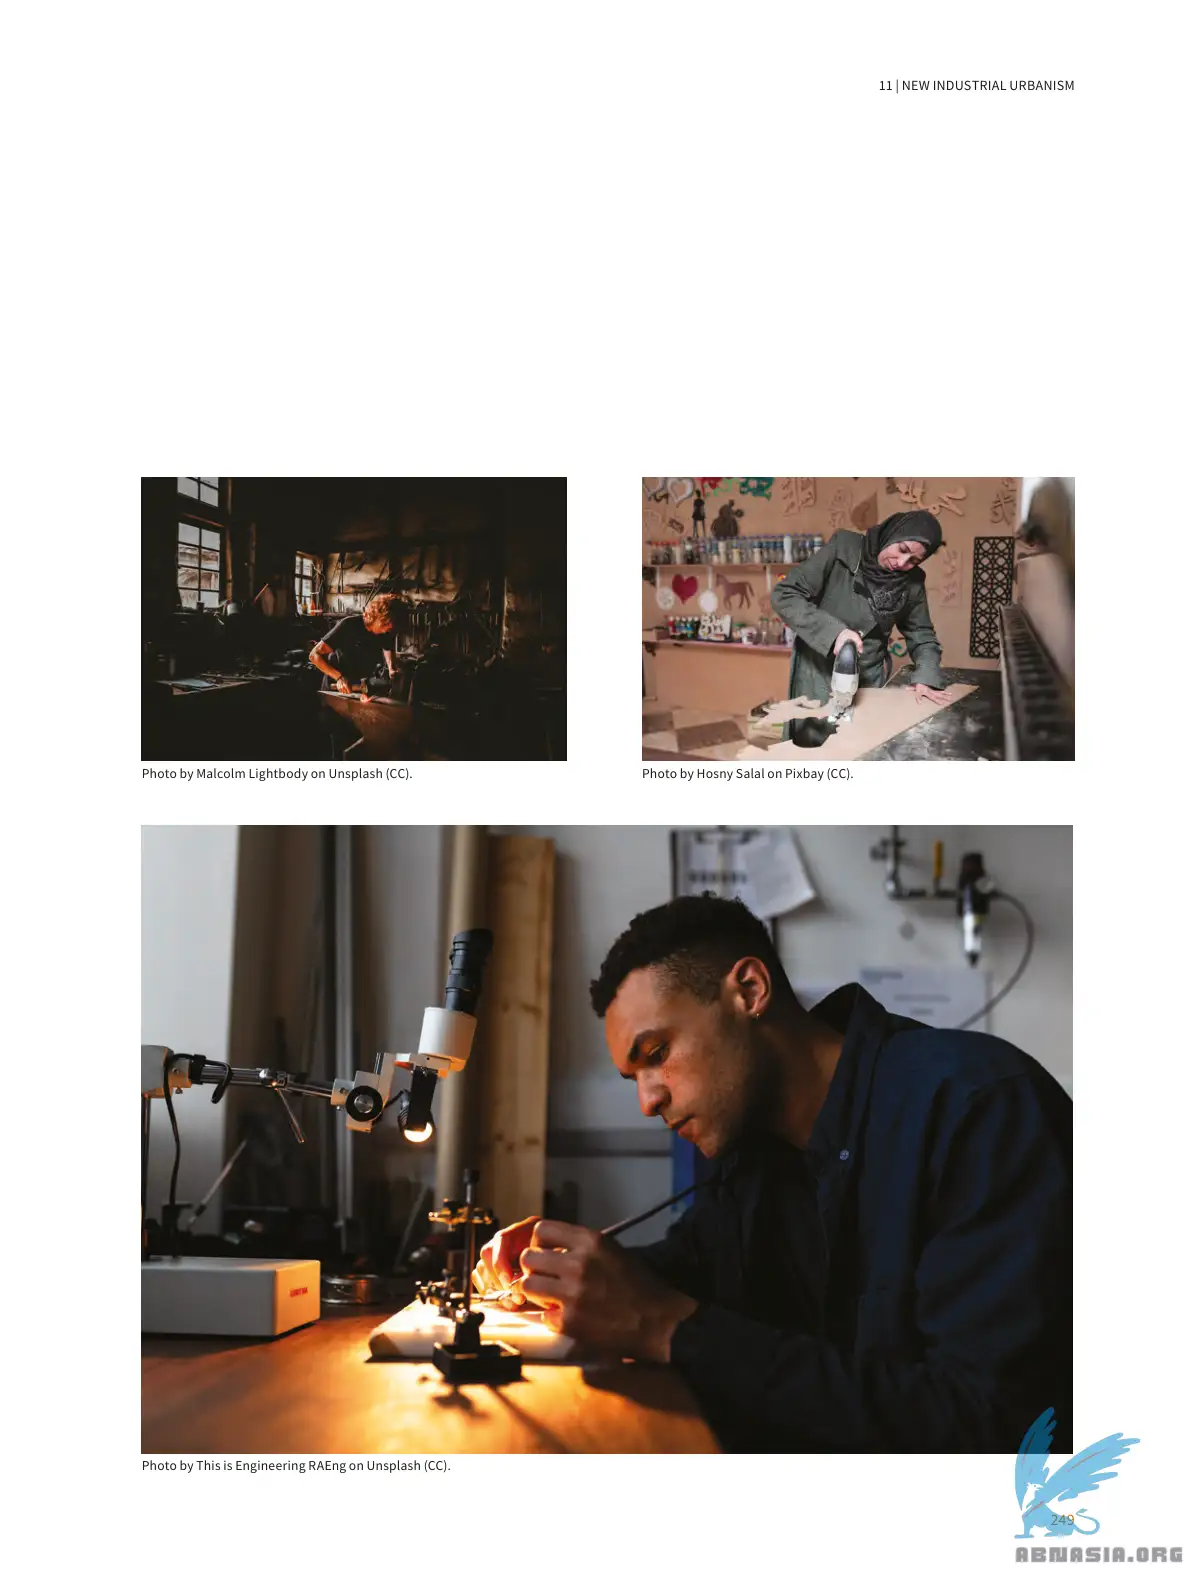 11 | NEW INDUSTRIAL URBANISM
Photo by Malcolm Lightbody on Unsplash (CC).
Photo by Hosny Salal on Pixbay (CC).
Photo by This is Engineering RAEng on Unsplash (CC).
249
ABNASIA.ORG